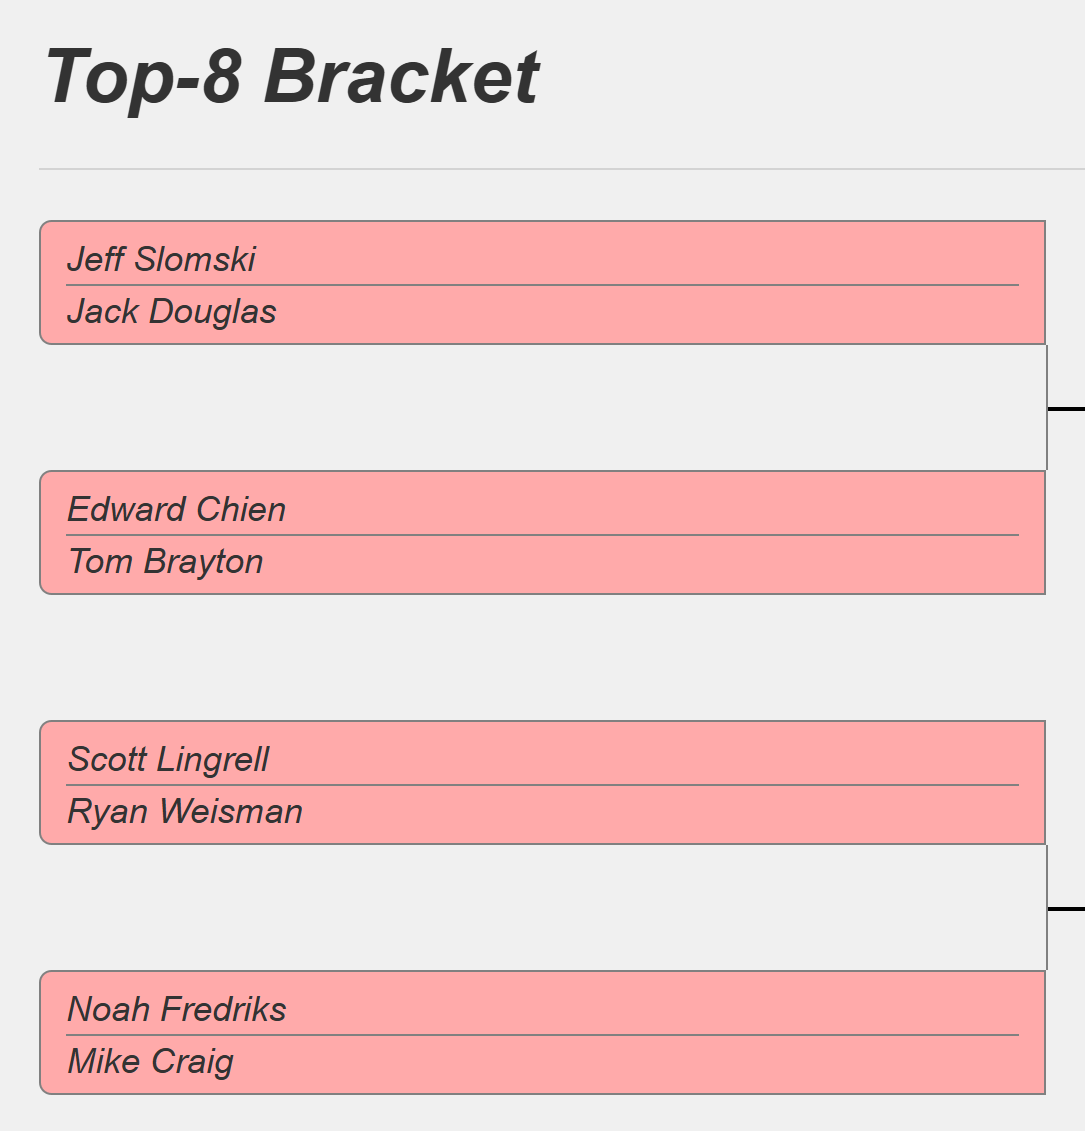 Top-8 Bracket
Jeff Slomski
Jack Douglas
Edward Chien
Tom Brayton
Scott Lingrell
Ryan Weisman
Noah Fredriks
Mike Craig